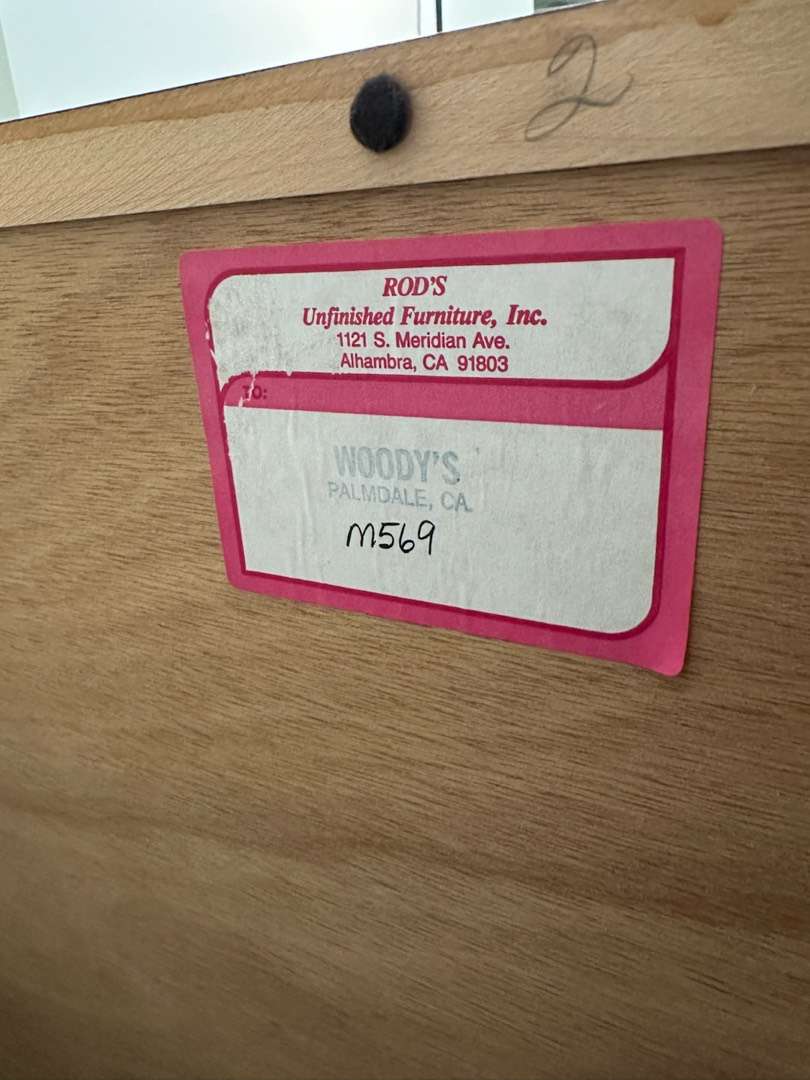 2
ROD'S
Unfinished Furniture, Inc.
1121 S. Meridian Ave.
Alhambra, CA 91803
TO:
WOODY'S
PALMDALE, CA
M569